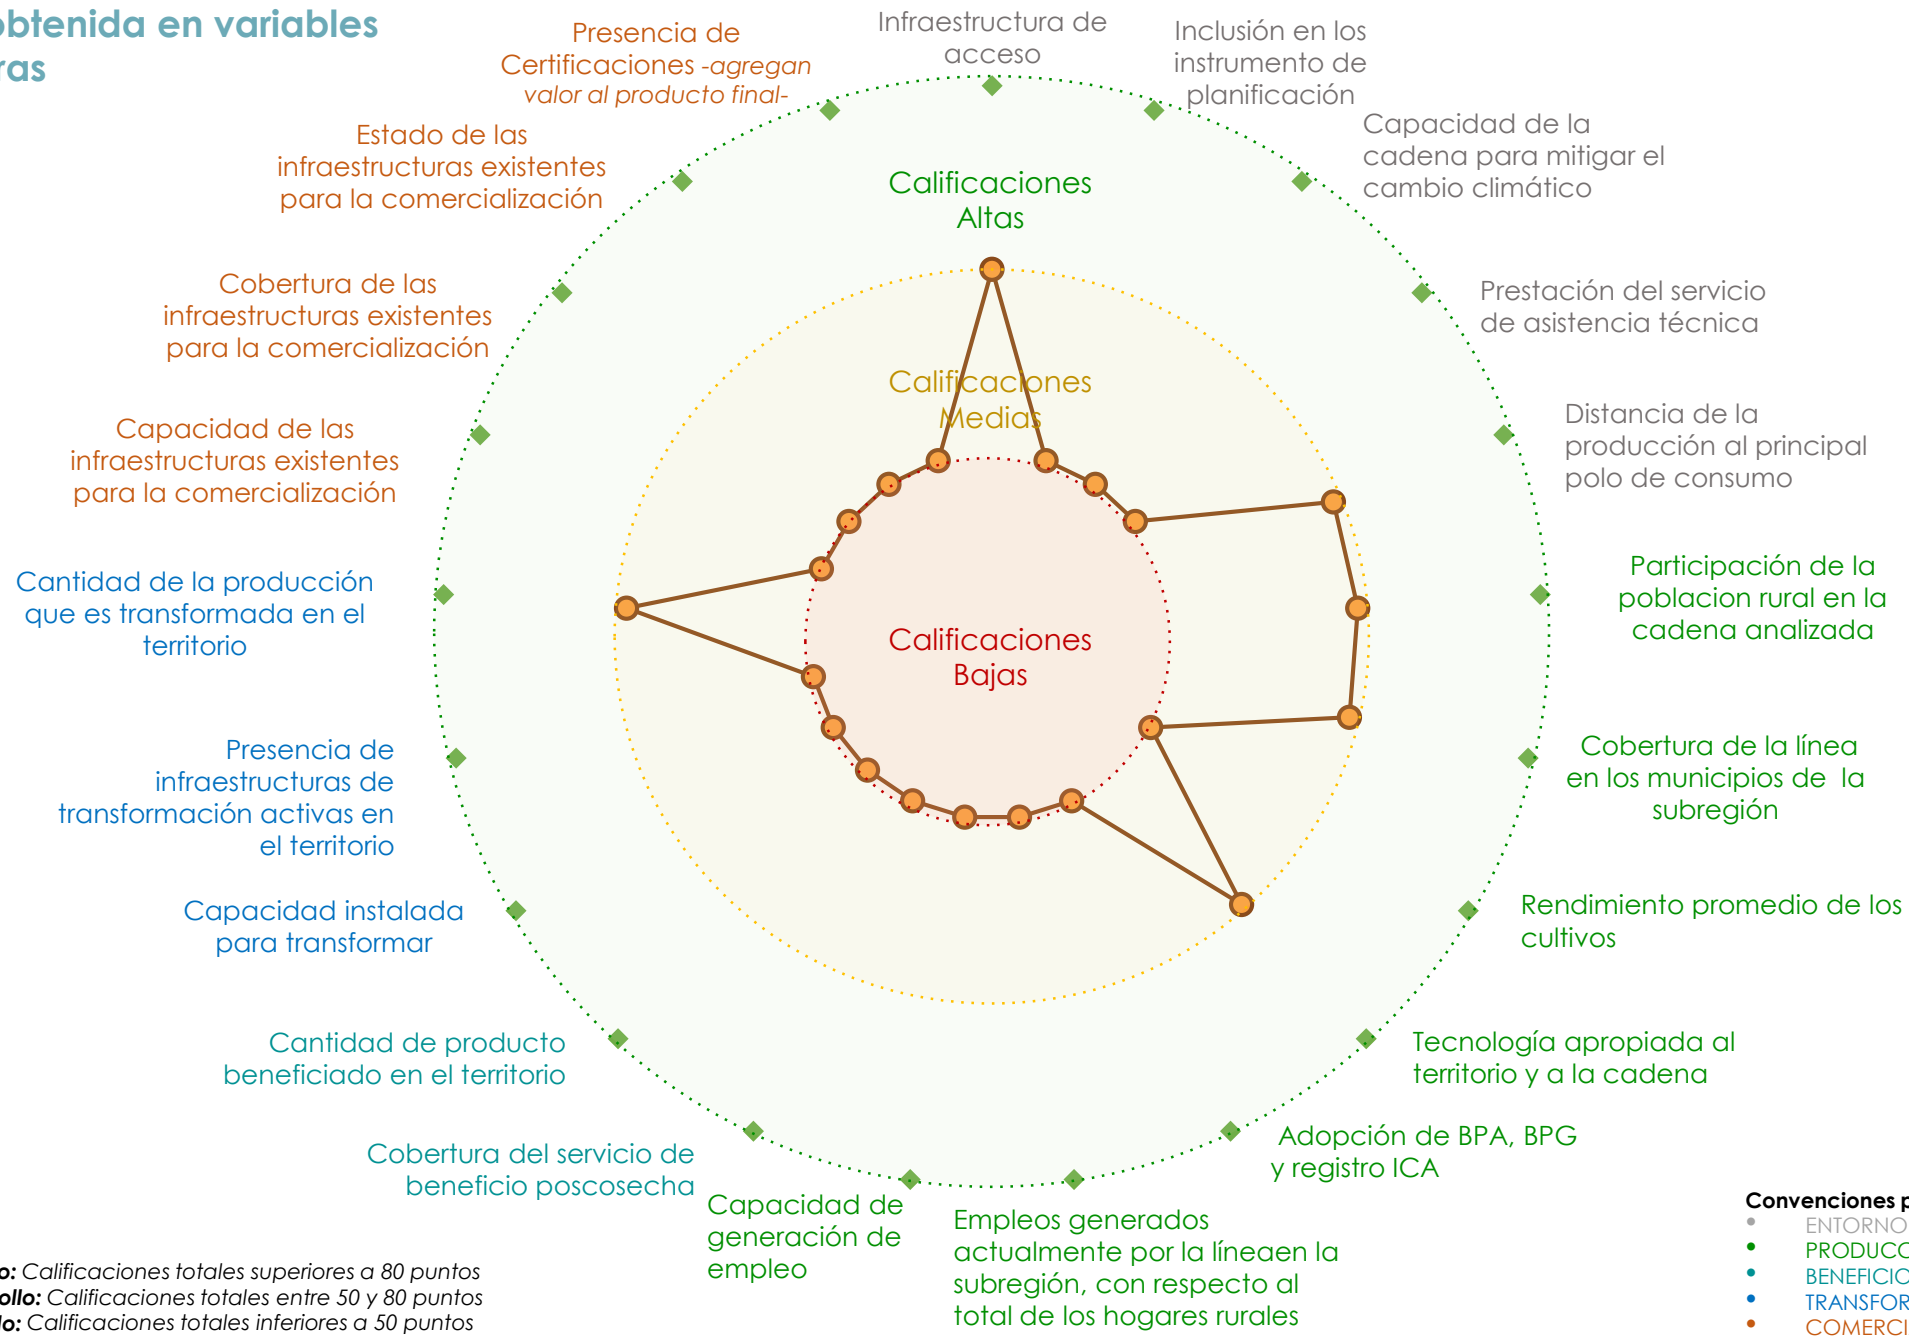 obtenida en variables
ras
Presencia de
Certificaciones -agregan
valor al producto final-
Infraestructura de
acceso
Inclusión en los
instrumento de
planificación
Capacidad de la
cadena para mitigar el
cambio climático
Prestación del servicio
de asistencia técnica
Distancia de la
producción al principal
polo de consumo
Participación de la
poblacion rural en la
cadena analizada
Cobertura de la línea
en los municipios de la
subregión
Rendimiento promedio de los
cultivos
Tecnología apropiada al
territorio y a la cadena
Adopción de BPA, BPG
y registro ICA
Empleos generados
actualmente por la líneaen la
subregión, con respecto al
total de los hogares rurales
Capacidad de
generación de
empleo
Cobertura del servicio de
beneficio poscosecha
Cantidad de producto
beneficiado en el territorio
Capacidad instalada
para transformar
Presencia de
infraestructuras de
transformación activas en
el territorio
Cantidad de la producción
que es transformada en el
territorio
Capacidad de las
infraestructuras existentes
para la comercialización
Cobertura de las
infraestructuras existentes
para la comercialización
Estado de las
infraestructuras existentes
para la comercialización
Calificaciones
Altas
Calificaciones
Medias
Calificaciones
Bajas
o: Calificaciones totales superiores a 80 puntos
ollo: Calificaciones totales entre 50 y 80 puntos
lo: Calificaciones totales inferiores a 50 puntos
Convenciones p
ENTORNO
PRODUCC
BENEFICIO
TRANSFOR
COMERCI